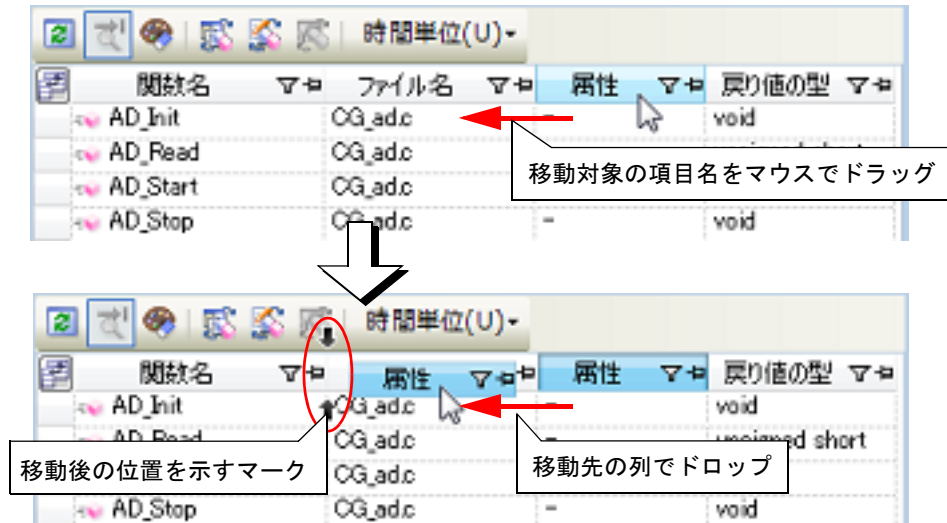 時間単位(U)
関数名 ファイル名 属性 戻り値の型
AD_Init CG_ad.c - void
AD_Read CG_ad.c
AD_Start CG_ad.c
AD_Stop CG_ad.c - void
移動対象の項目名をマウスでドラッグ
時間単位(U)
関数名 属性 属性 戻り値の型
AD_Init CG_ad.c - void
AD_Read CG_ad.c - unsigned short
CG_ad.c
AD_Stop CG_ad.c - void
移動後の位置を示すマーク
移動先の列でドロップ